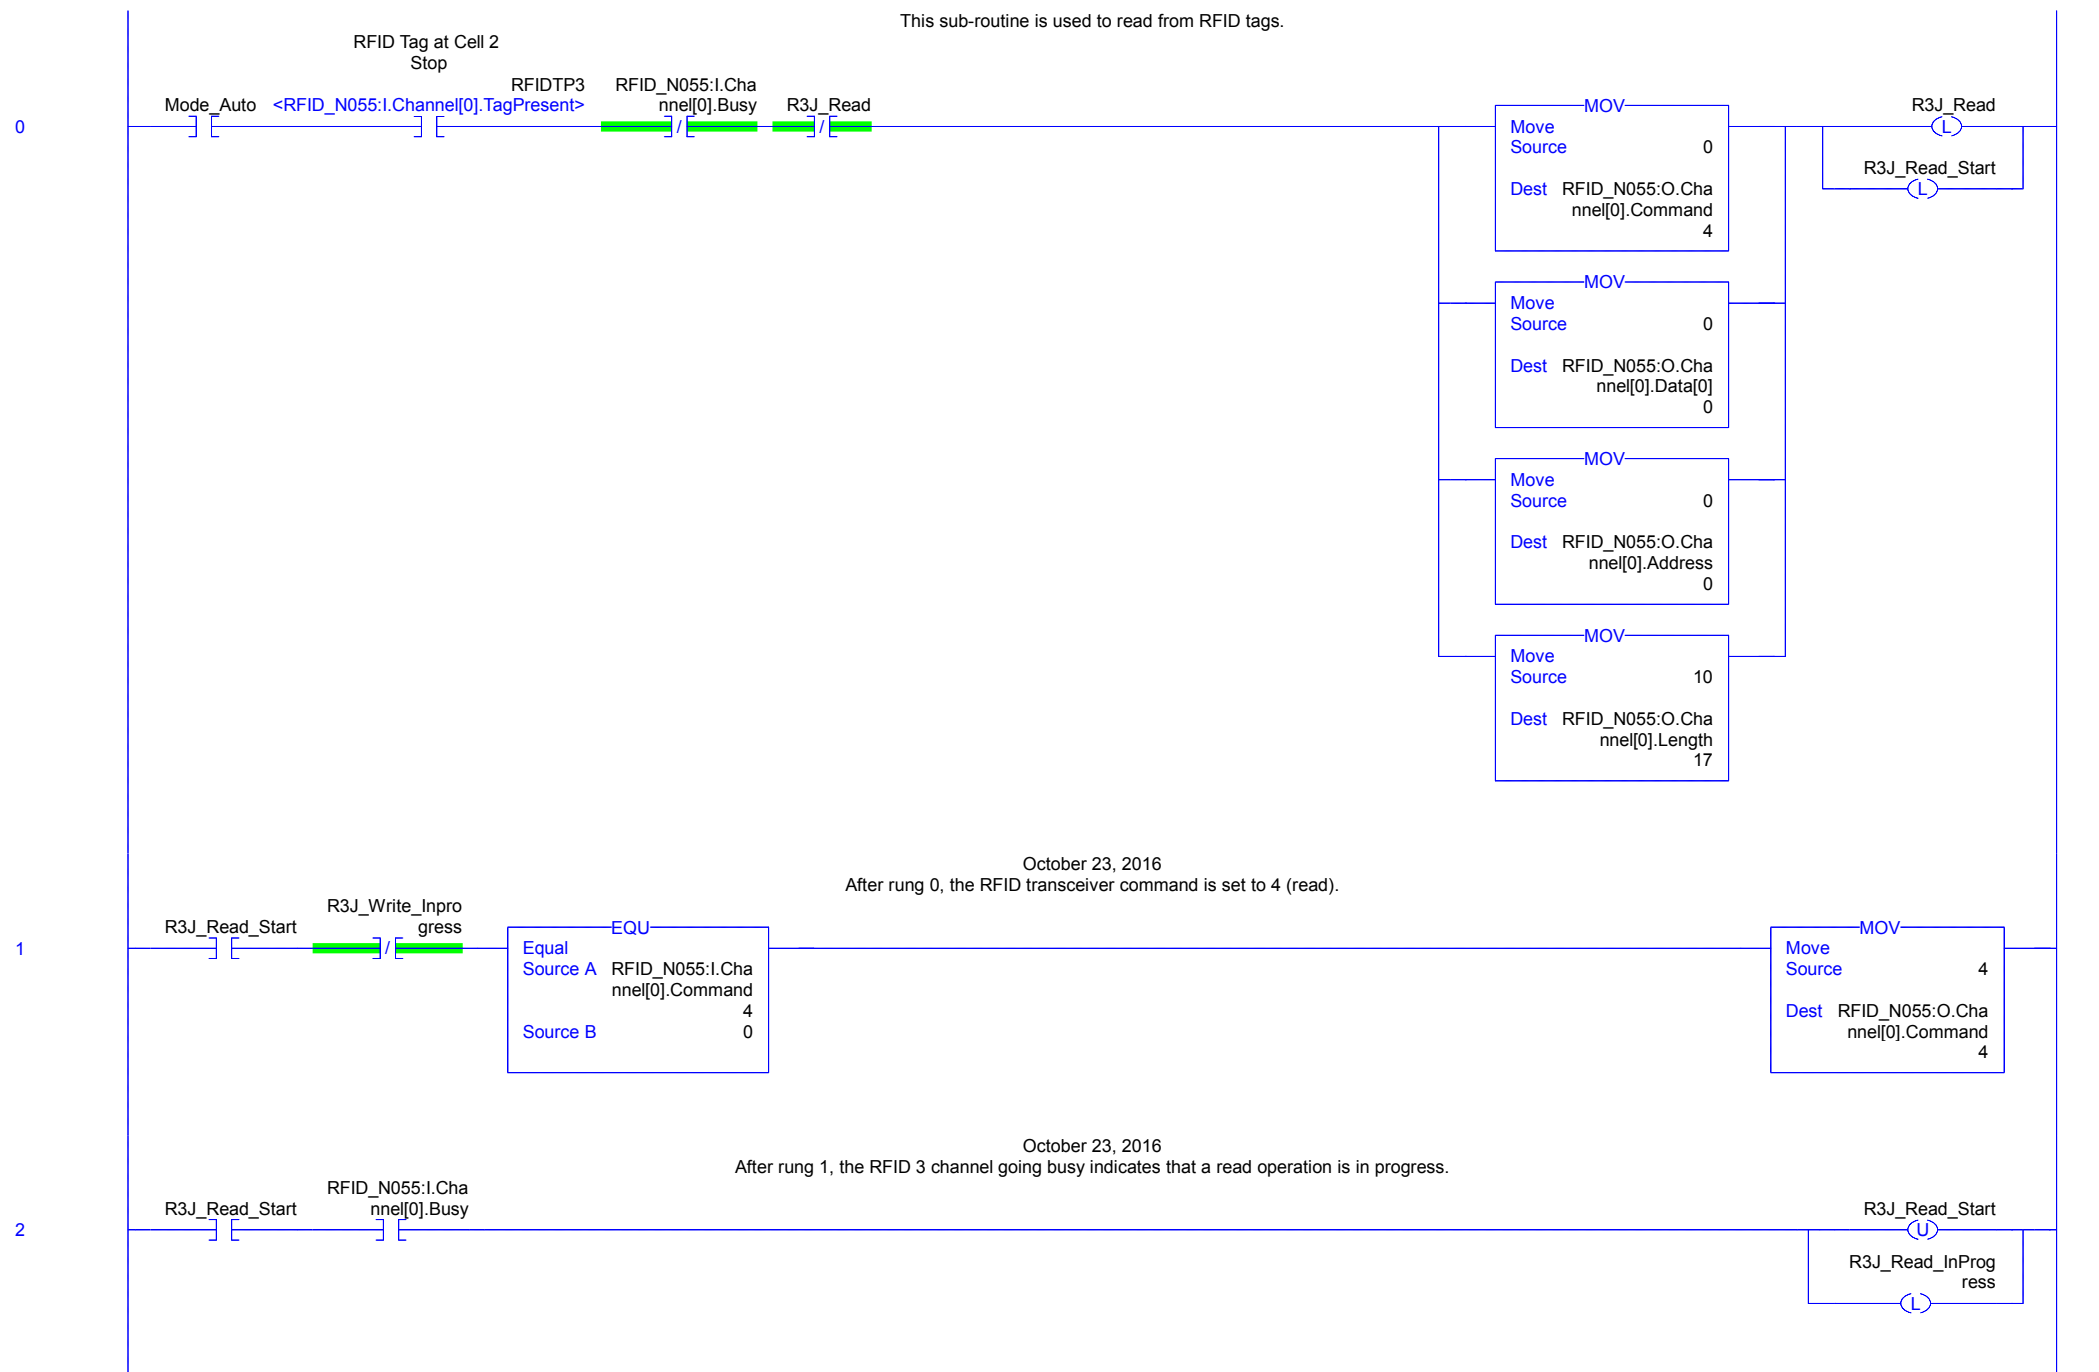 This sub-routine is used to read from RFID tags.
RFID Tag at Cell 2
Stop
RFIDTP3
RFID_N055:I.Cha
Mode_Auto
<RFID_N055:I.Channel[0].TagPresent>
nnel[0].Busy
R3J_Read
0
/
/
MOV
Move
Source 0
Dest RFID_N055:O.Cha
nnel[0].Command
4
R3J_Read
L
R3J_Read_Start
L
MOV
Move
Source 0
Dest RFID_N055:O.Cha
nnel[0].Data[0]
0
MOV
Move
Source 0
Dest RFID_N055:O.Cha
nnel[0].Address
0
MOV
Move
Source 10
Dest RFID_N055:O.Cha
nnel[0].Length
17
October 23, 2016
After rung 0, the RFID transceiver command is set to 4 (read).
1
R3J_Read_Start
R3J_Write_Inpro
gress
/
EQU
Equal
Source A RFID_N055:I.Cha
nnel[0].Command
4
Source B 0
MOV
Move
Source 4
Dest RFID_N055:O.Cha
nnel[0].Command
4
October 23, 2016
After rung 1, the RFID 3 channel going busy indicates that a read operation is in progress.
2
R3J_Read_Start
RFID_N055:I.Cha
nnel[0].Busy
R3J_Read_Start
U
R3J_Read_InProg
ress
L